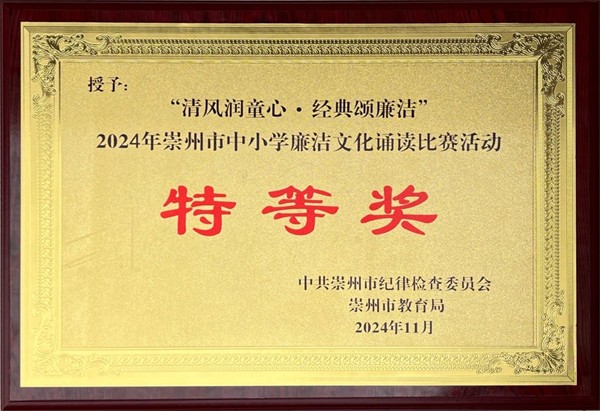 授予：
“清风润童心·经典颂廉洁”
2024年崇州市中小学廉洁文化诵读比赛活动
特等奖
中共崇州市纪律检查委员会
崇州市教育局
2024年11月